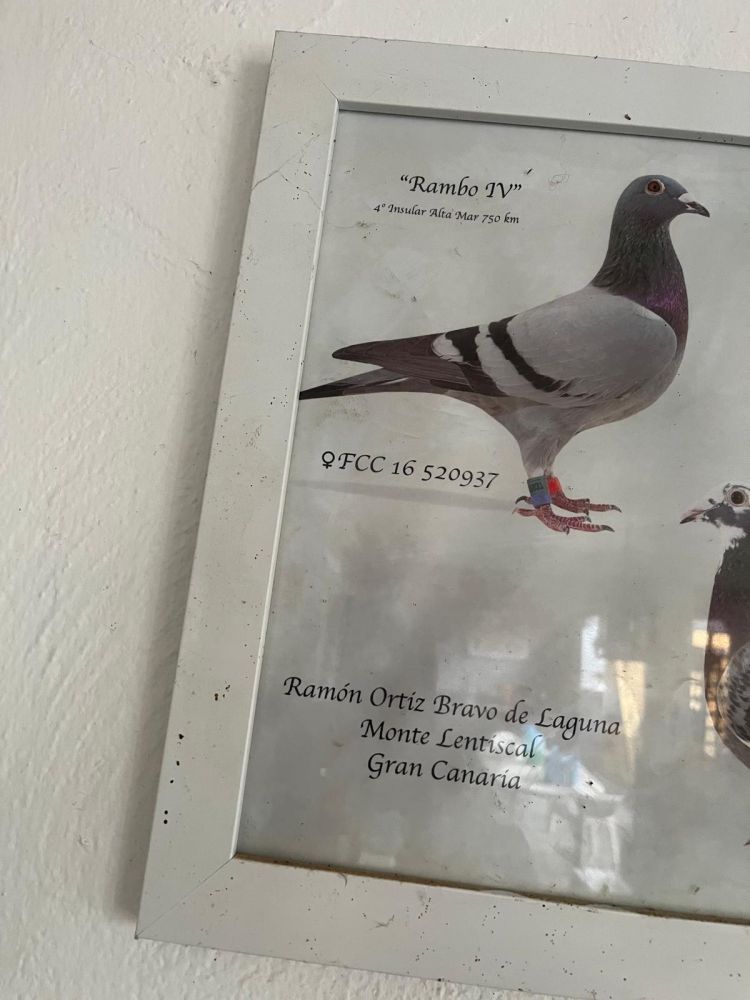 “Rambo IV”
4º Insular Alta Mar 750 km
♀FCC 16 520937
Ramón Ortiz Bravo de Laguna
Monte Lentiscal
Gran Canaria